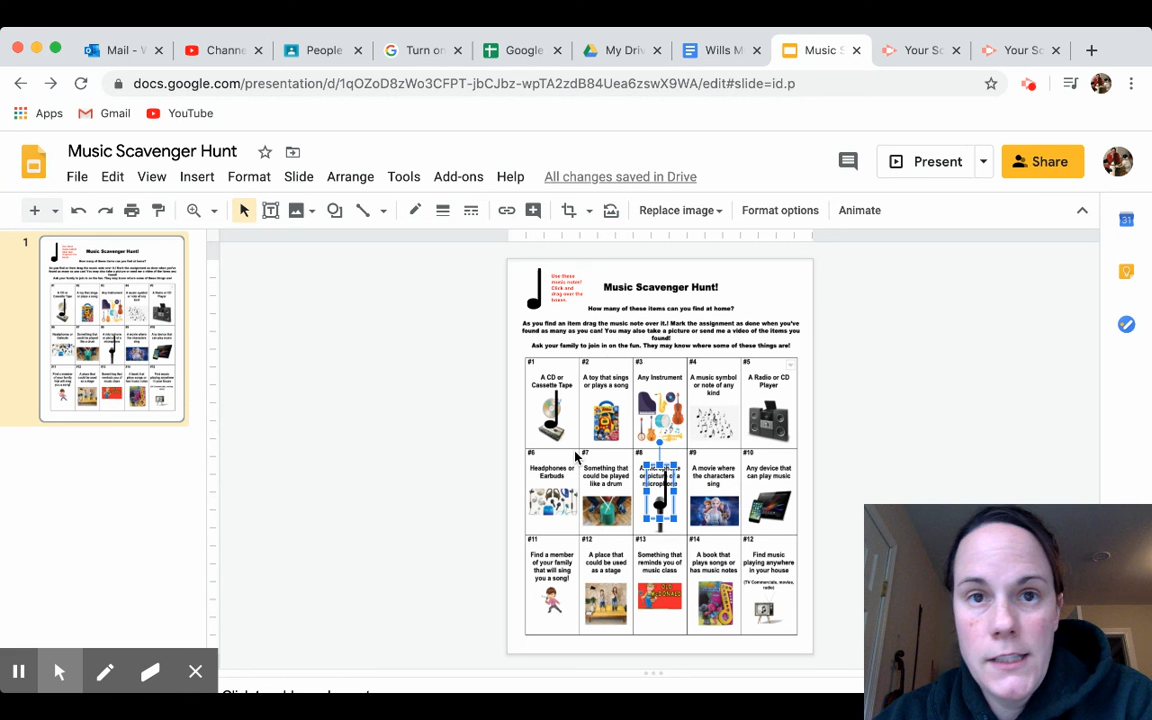 Mail - W
Channe
People
Turn on
Google
My Driv
Wills M
Music S
Your Sc
Your Sc
docs.google.com/presentation/d/1qOZoD8zWo3CFPT-jbCJbz-wpTA2zdB84Uea6zswX9WA/edit#slide=id.p
Apps
Gmail
YouTube
Music Scavenger Hunt
Present
Share
File
Edit
View
Insert
Format
Slide
Arrange
Tools
Add-ons
Help
All changes saved in Drive
Replace image
Format options
Animate
31
1
Use these
music notes!
Click and
drag over the
boxes.
Music Scavenger Hunt!
How many of these items can you find at home?
As you find an item drag the music note over it.! Mark the assignment as done when you've
found as many as you can! You may also take a picture or send me a video of the items you
found!
Ask your family to join in on the fun. They may know where some of these things are!
#1
A CD or
Cassette Tape
#2
A toy that sings
or plays a song
#3
Any Instrument
#4
A music symbol
or note of any
kind
#5
A Radio or CD
Player
#6
Headphones or
Earbuds
#7
Something that
could be played
like a drum
#8
#9
A movie where
the characters
sing
#10
Any device that
can play music
#11
Find a member
of your family
that will sing
you a song!
#12
A place that
could be used
as a stage
#13
Something that
reminds you of
music class
OLD
McDONALD
#14
A book that
plays songs or
has music notes
#12
Find music
playing anywhere
in your house
(TV Commercials, movies,
radio)